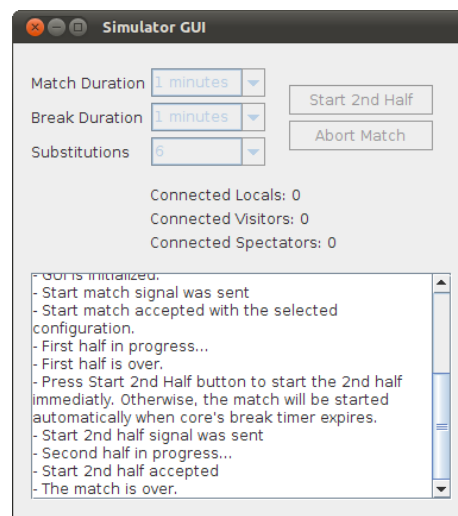 Simulator GUI
Match Duration 1 minutes
Start 2nd Half
Break Duration 1 minutes
Abort Match
Substitutions 6
Connected Locals: 0
Connected Visitors: 0
Connected Spectators: 0
- GUI is initialized.
- Start match signal was sent
- Start match accepted with the selected
configuration.
- First half in progress...
- First half is over.
- Press Start 2nd Half button to start the 2nd half
immediatly. Otherwise, the match will be started
automatically when core's break timer expires.
- Start 2nd half signal was sent
- Second half in progress...
- Start 2nd half accepted
- The match is over.